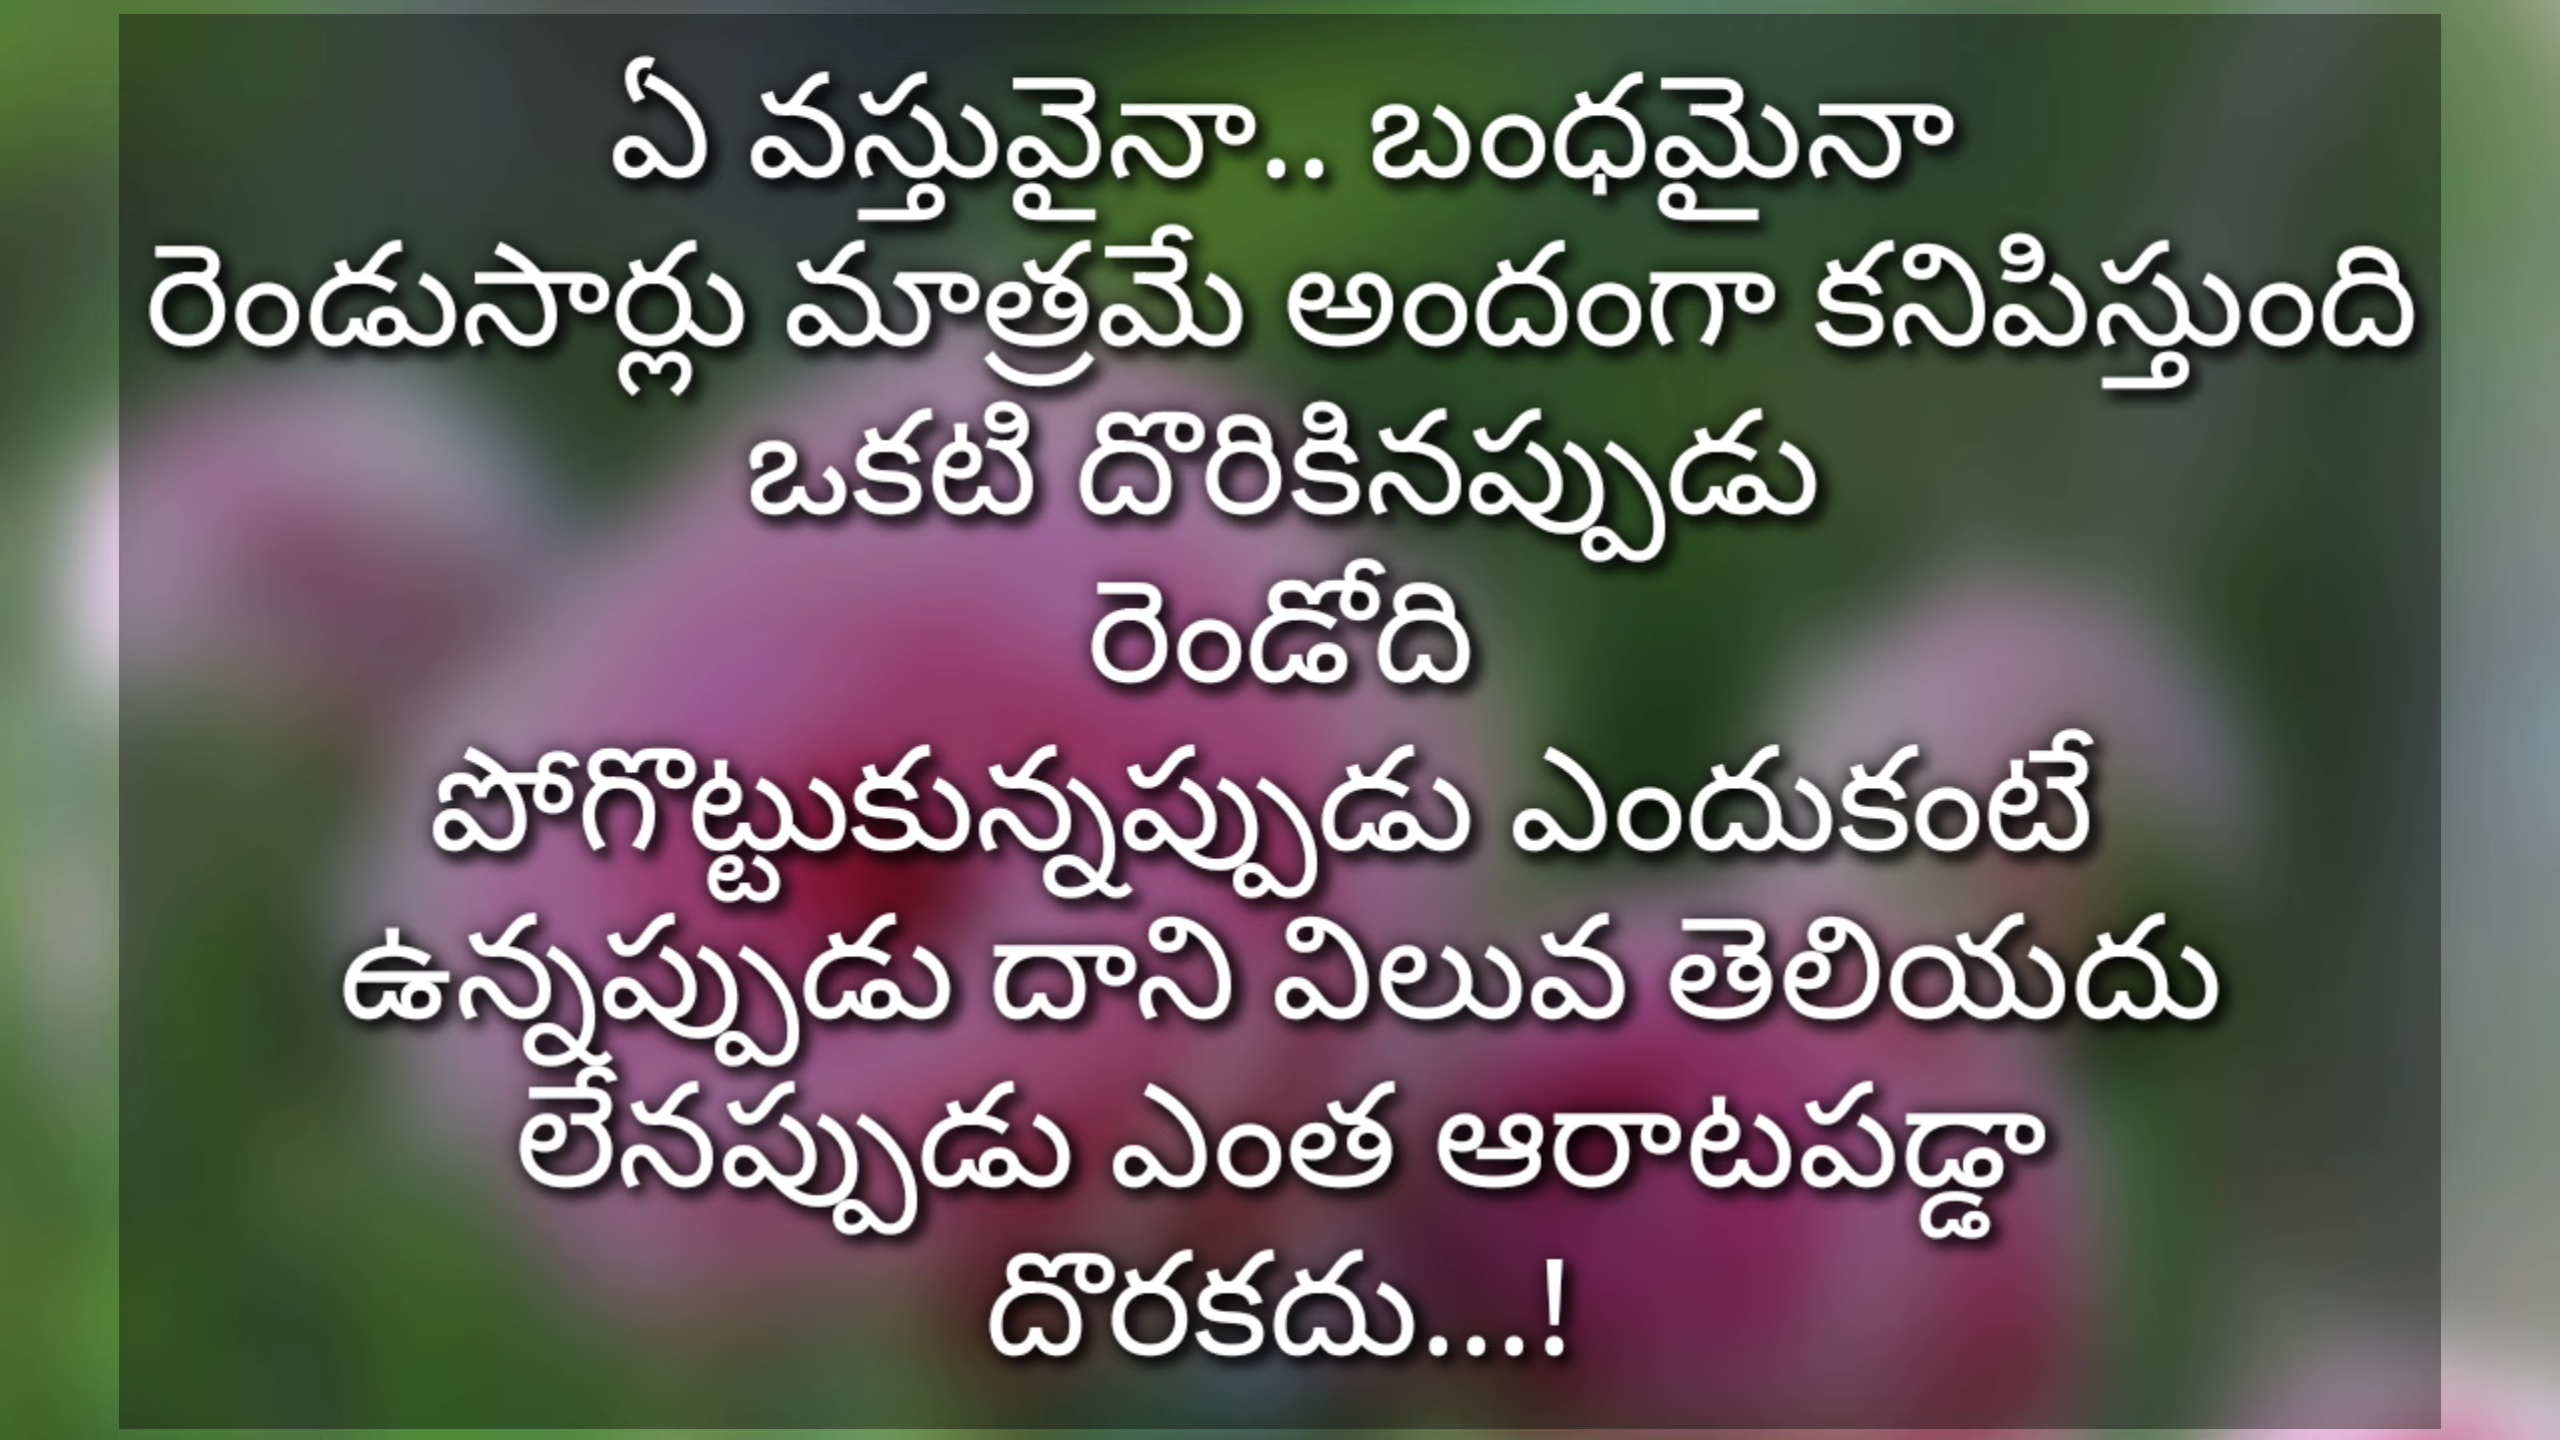 ఏ వస్తువైనా.. బంధమైనా
రెండుసార్లు మాత్రమే అందంగా కనిపిస్తుంది
ఒకటి దొరికినప్పుడు
రెండోది
పోగొట్టుకున్నప్పుడు ఎందుకంటే
ఉన్నప్పుడు దాని విలువ తెలియదు
లేనప్పుడు ఎంత ఆరాటపడ్డా
దొరకదు...!